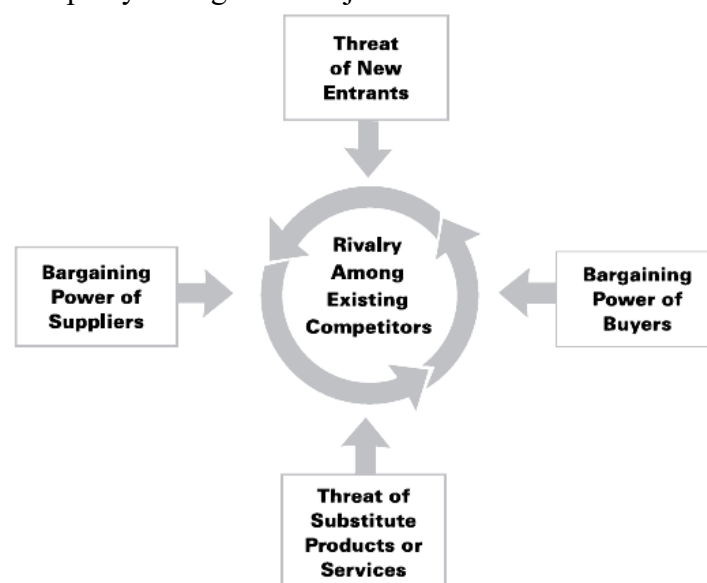 Threat
of New
Entrants
Rivalry
Among
Existing
Competitors
Bargaining
Power of
Suppliers
Bargaining
Power of
Buyers
Threat of
Substitute
Products or
Services